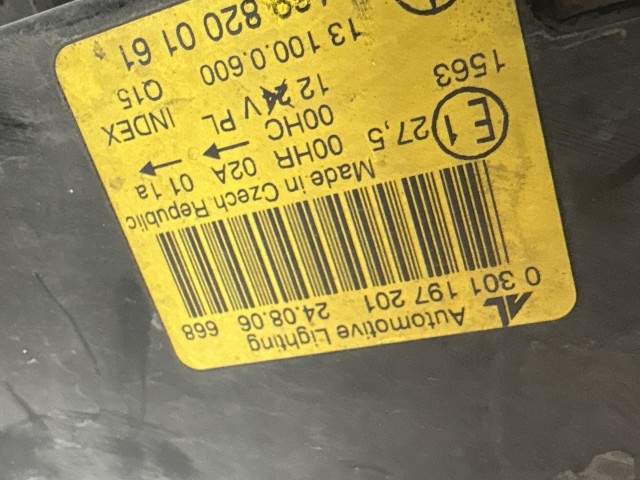 AL Automotive Lighting
0 301 197 201 24.08.06 668
Made in Czech Republic
E1 27,5 00HR 02A 01 1a
1563 00HC
12 V PL
13 100.0.600 INDEX Q15
820 01 61